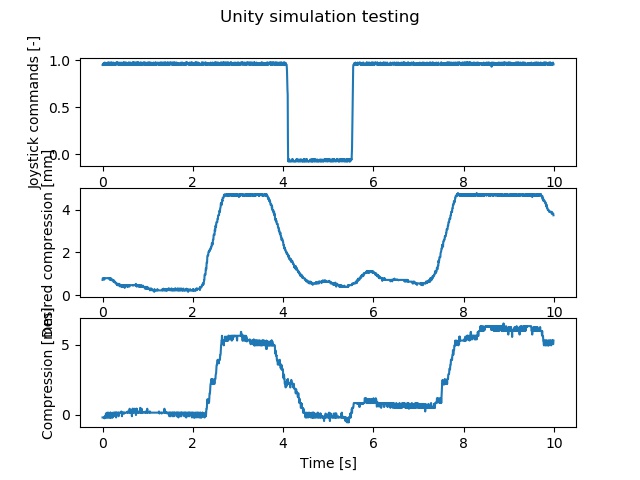 Unity simulation testing
Joystick commands [-]
1.0
0.5
0.0
0 2 4 6 8 10
Desired compression [mm]
4
2
0
0 2 4 6 8 10
Compression [mm]
5
0
0 2 4 6 8 10
Time [s]